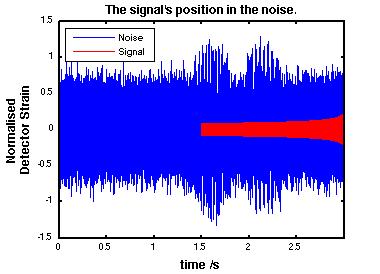 The signal's position in the noise.
1.5
Noise
Signal
1
0.5
0
-0.5
-1
-1.5
Normalised
Detector Strain
0 0.5 1 1.5 2 2.5
time /s